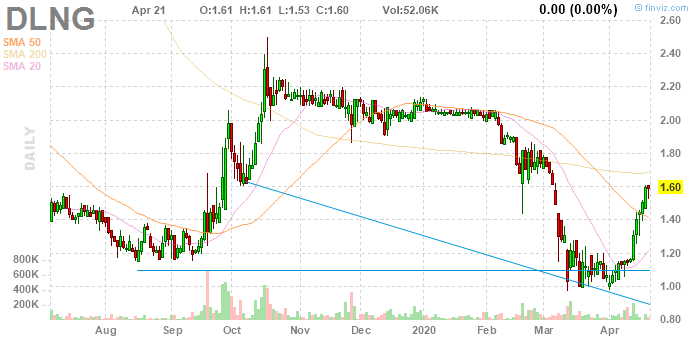 DLNG
Apr 21 O:1.61 H:1.61 L:1.53 C:1.60 Vol:52.06K
0.00 (0.00%)
© finviz.com
SMA 50
SMA 200
SMA 20
DAILY
2.60
2.40
2.20
2.00
1.80
1.60
1.40
1.20
1.00
0.80
800K
600K
400K
200K
Aug Sep Oct Nov Dec 2020 Feb Mar Apr